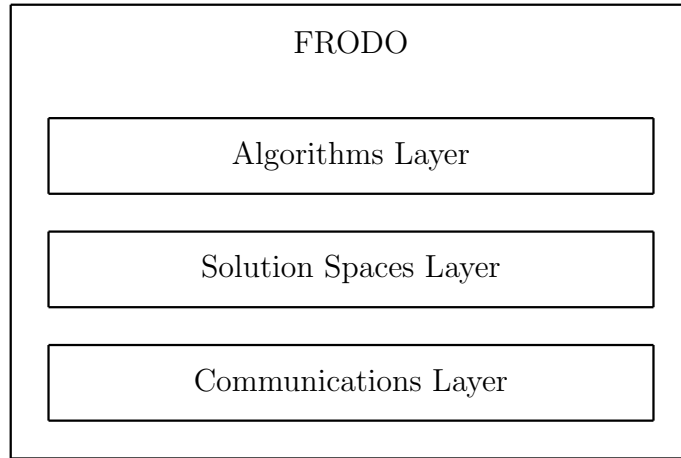 FRODO
Algorithms Layer
Solution Spaces Layer
Communications Layer